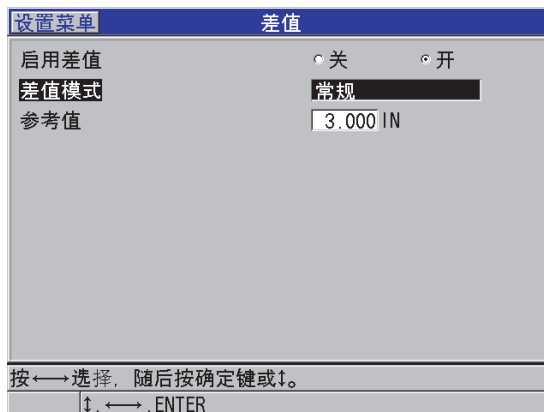 设置菜单 差值
启用差值 关 开
差值模式 常规
参考值 3.000 IN
按←→选择, 随后按确定键或↕。
↕.←→.ENTER